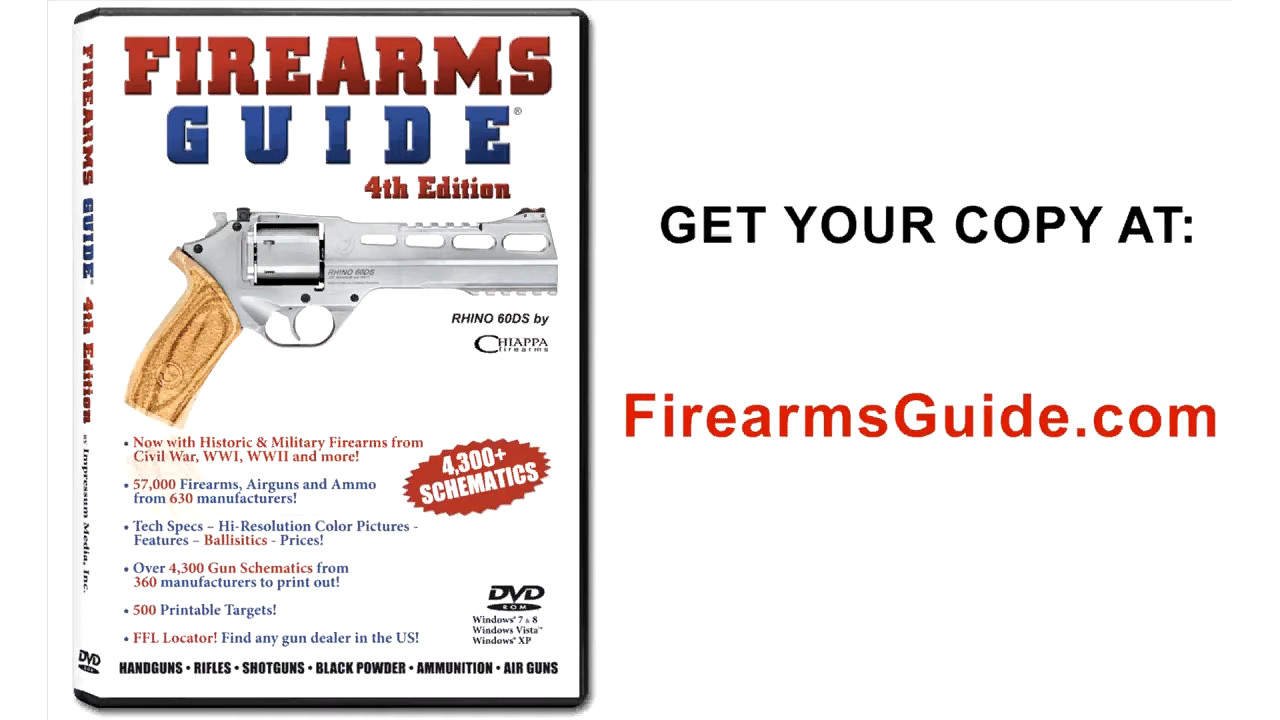 FIREARMS GUIDE® 4th Edition BY Impressum Media, Inc.
FIREARMS
GUIDE®
4th Edition
RHINO 60DS
RHINO 60DS by
CHIAPPA
firearms
• Now with Historic & Military Firearms from
Civil War, WWI, WWII and more!
4,300+
SCHEMATICS
• 57,000 Firearms, Airguns and Ammo
from 630 manufacturers!
• Tech Specs – Hi-Resolution Color Pictures -
Features – Ballisitics - Prices!
• Over 4,300 Gun Schematics from
360 manufacturers to print out!
• 500 Printable Targets!
• FFL Locator! Find any gun dealer in the US!
DVD
ROM
Windows® 7 & 8
Windows Vista™
Windows® XP
DVD
HANDGUNS • RIFLES • SHOTGUNS • BLACK POWDER • AMMUNITION • AIR GUNS
GET YOUR COPY AT:
FirearmsGuide.com